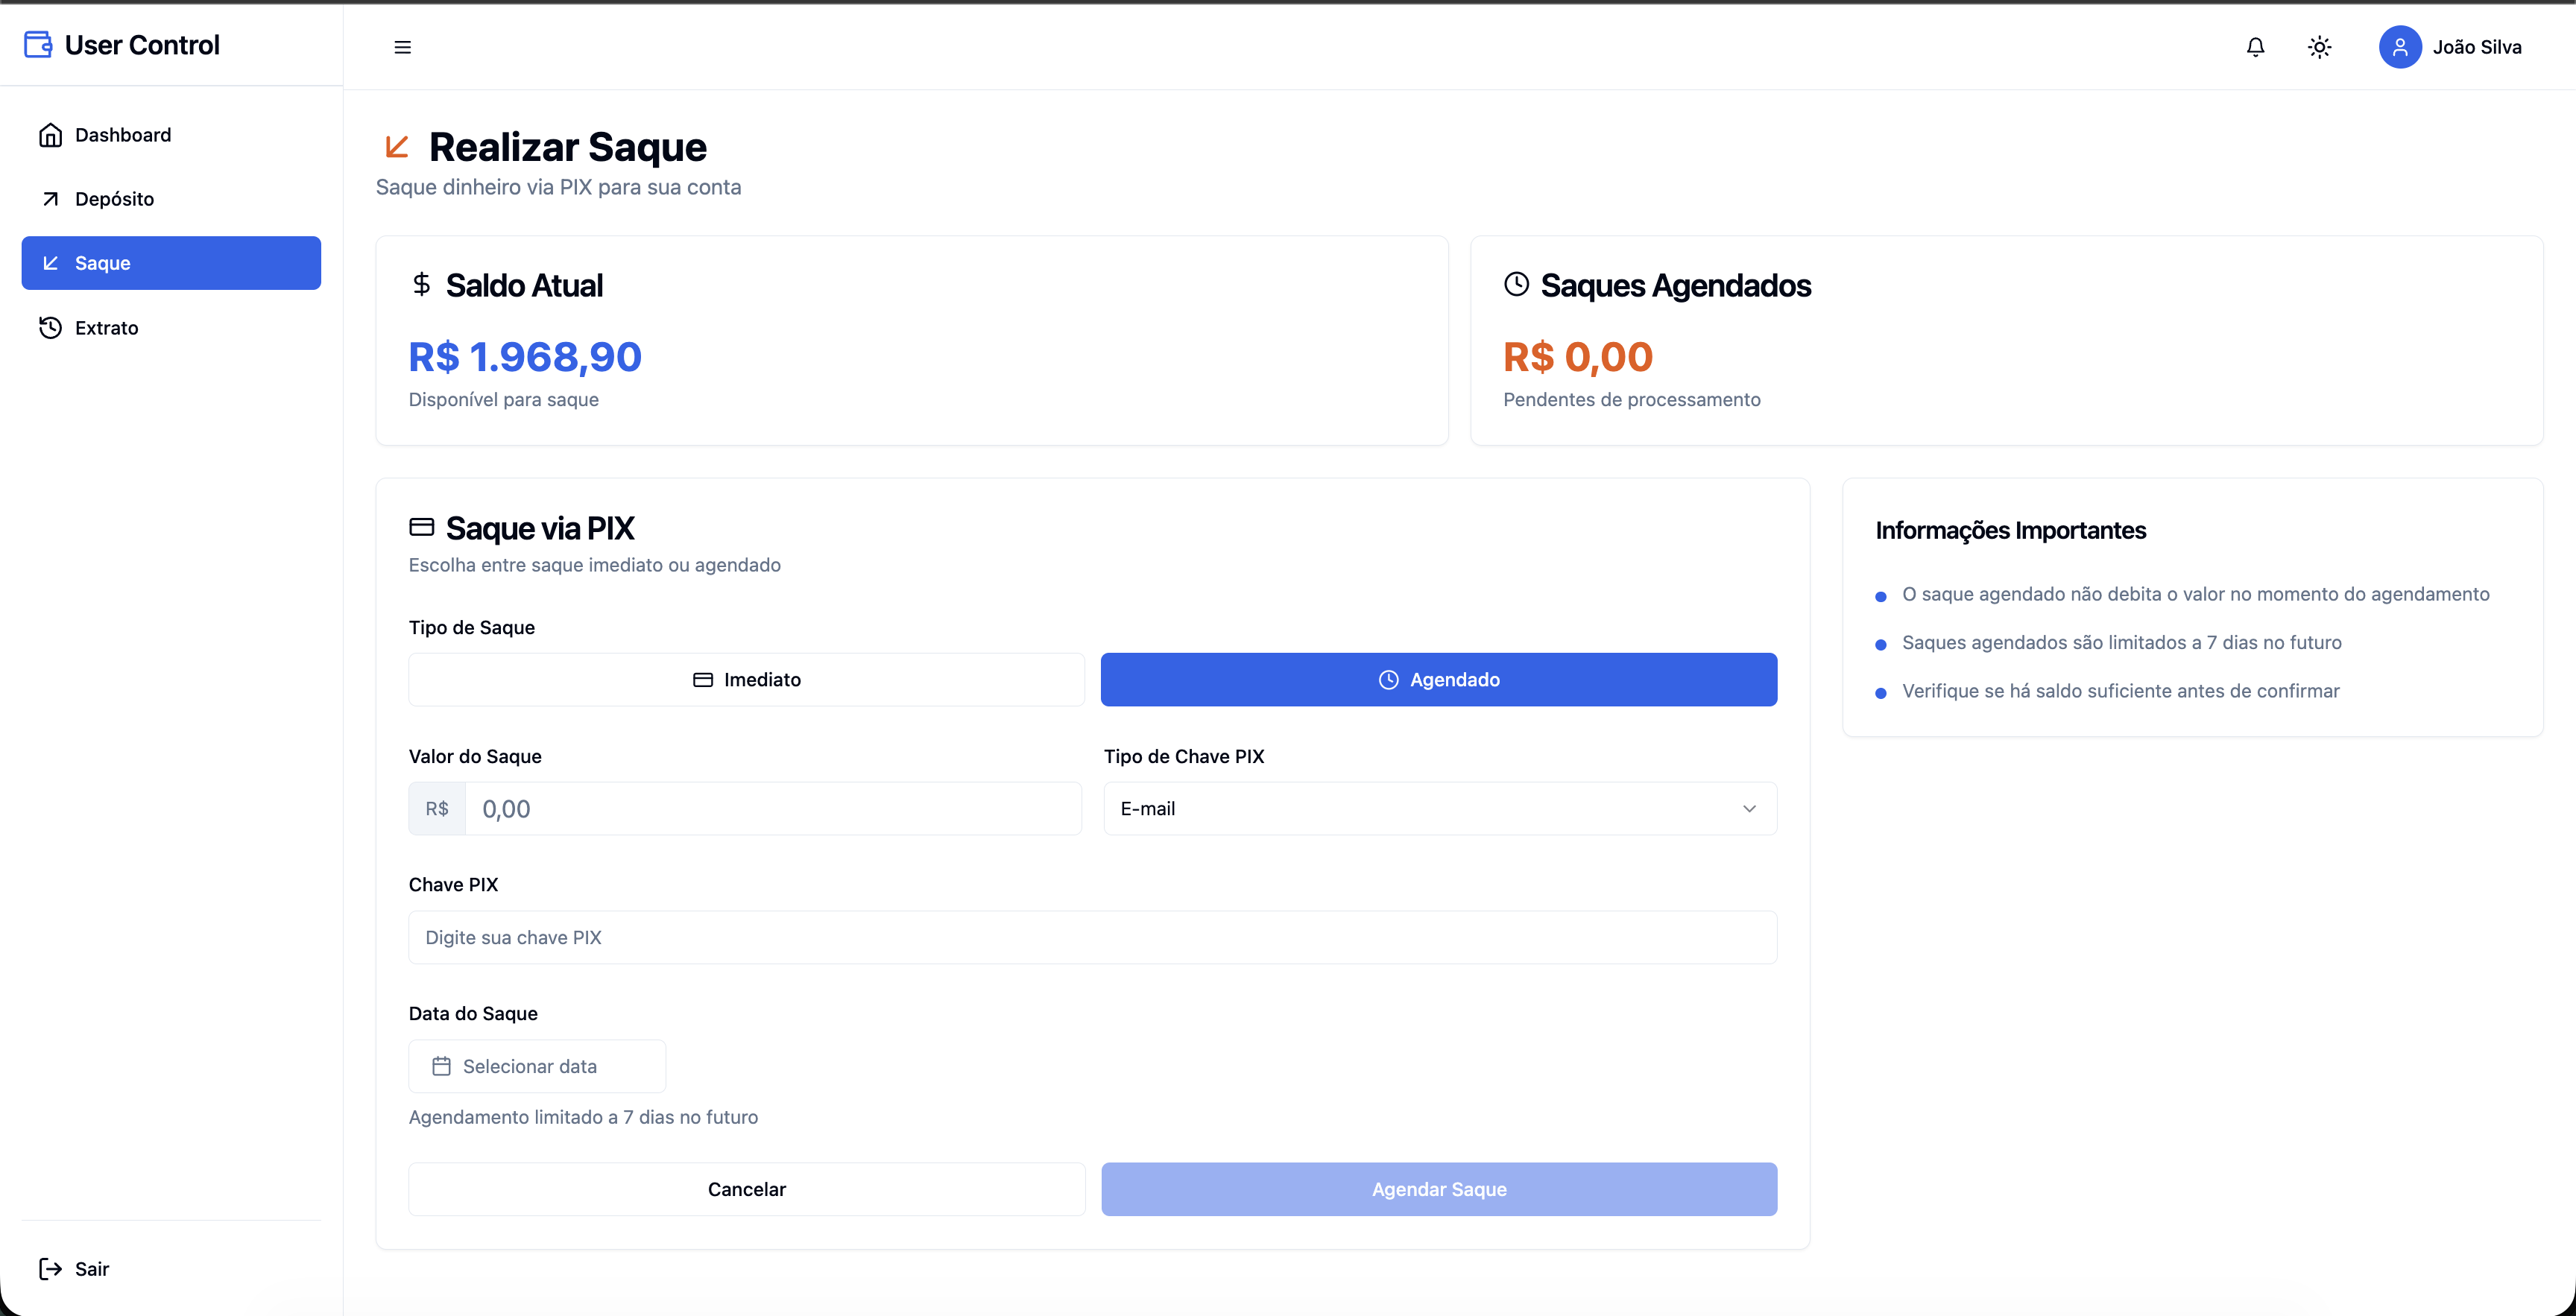 User Control
João Silva
Dashboard
Depósito
Saque
Extrato
Sair
Realizar Saque
Saque dinheiro via PIX para sua conta
Saldo Atual
R$ 1.968,90
Disponível para saque
Saques Agendados
R$ 0,00
Pendentes de processamento
Saque via PIX
Escolha entre saque imediato ou agendado
Tipo de Saque
Imediato
Agendado
Valor do Saque
R$ 0,00
Tipo de Chave PIX
E-mail
Chave PIX
Digite sua chave PIX
Data do Saque
Selecionar data
Agendamento limitado a 7 dias no futuro
Cancelar
Agendar Saque
Informações Importantes
O saque agendado não debita o valor no momento do agendamento
Saques agendados são limitados a 7 dias no futuro
Verifique se há saldo suficiente antes de confirmar